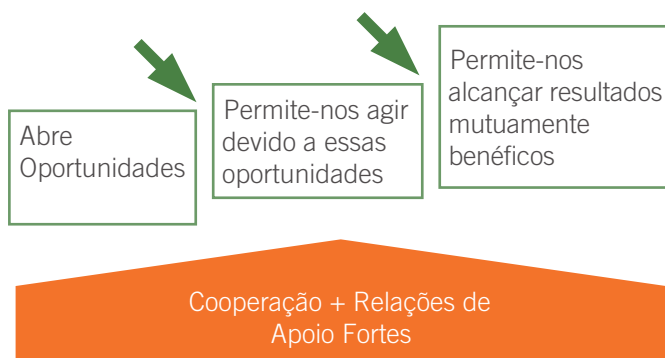 Abre
Oportunidades
Permite-nos agir
devido a essas
oportunidades
Permite-nos
alcançar resultados
mutuamente
benéficos
Cooperação + Relações de
Apoio Fortes